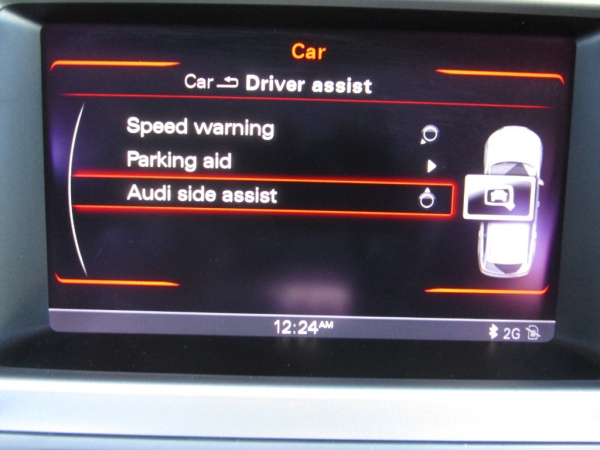 Car
Car Driver assist
Speed warning
Parking aid
Audi side assist
12:24AM
2G